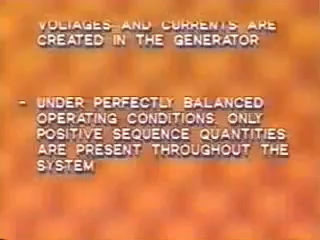 VOLTAGES AND CURRENTS ARE
CREATED IN THE GENERATOR
- UNDER PERFECTLY BALANCED
OPERATING CONDITIONS, ONLY
POSITIVE SEQUENCE QUANTITIES
ARE PRESENT THROUGHOUT THE
SYSTEM